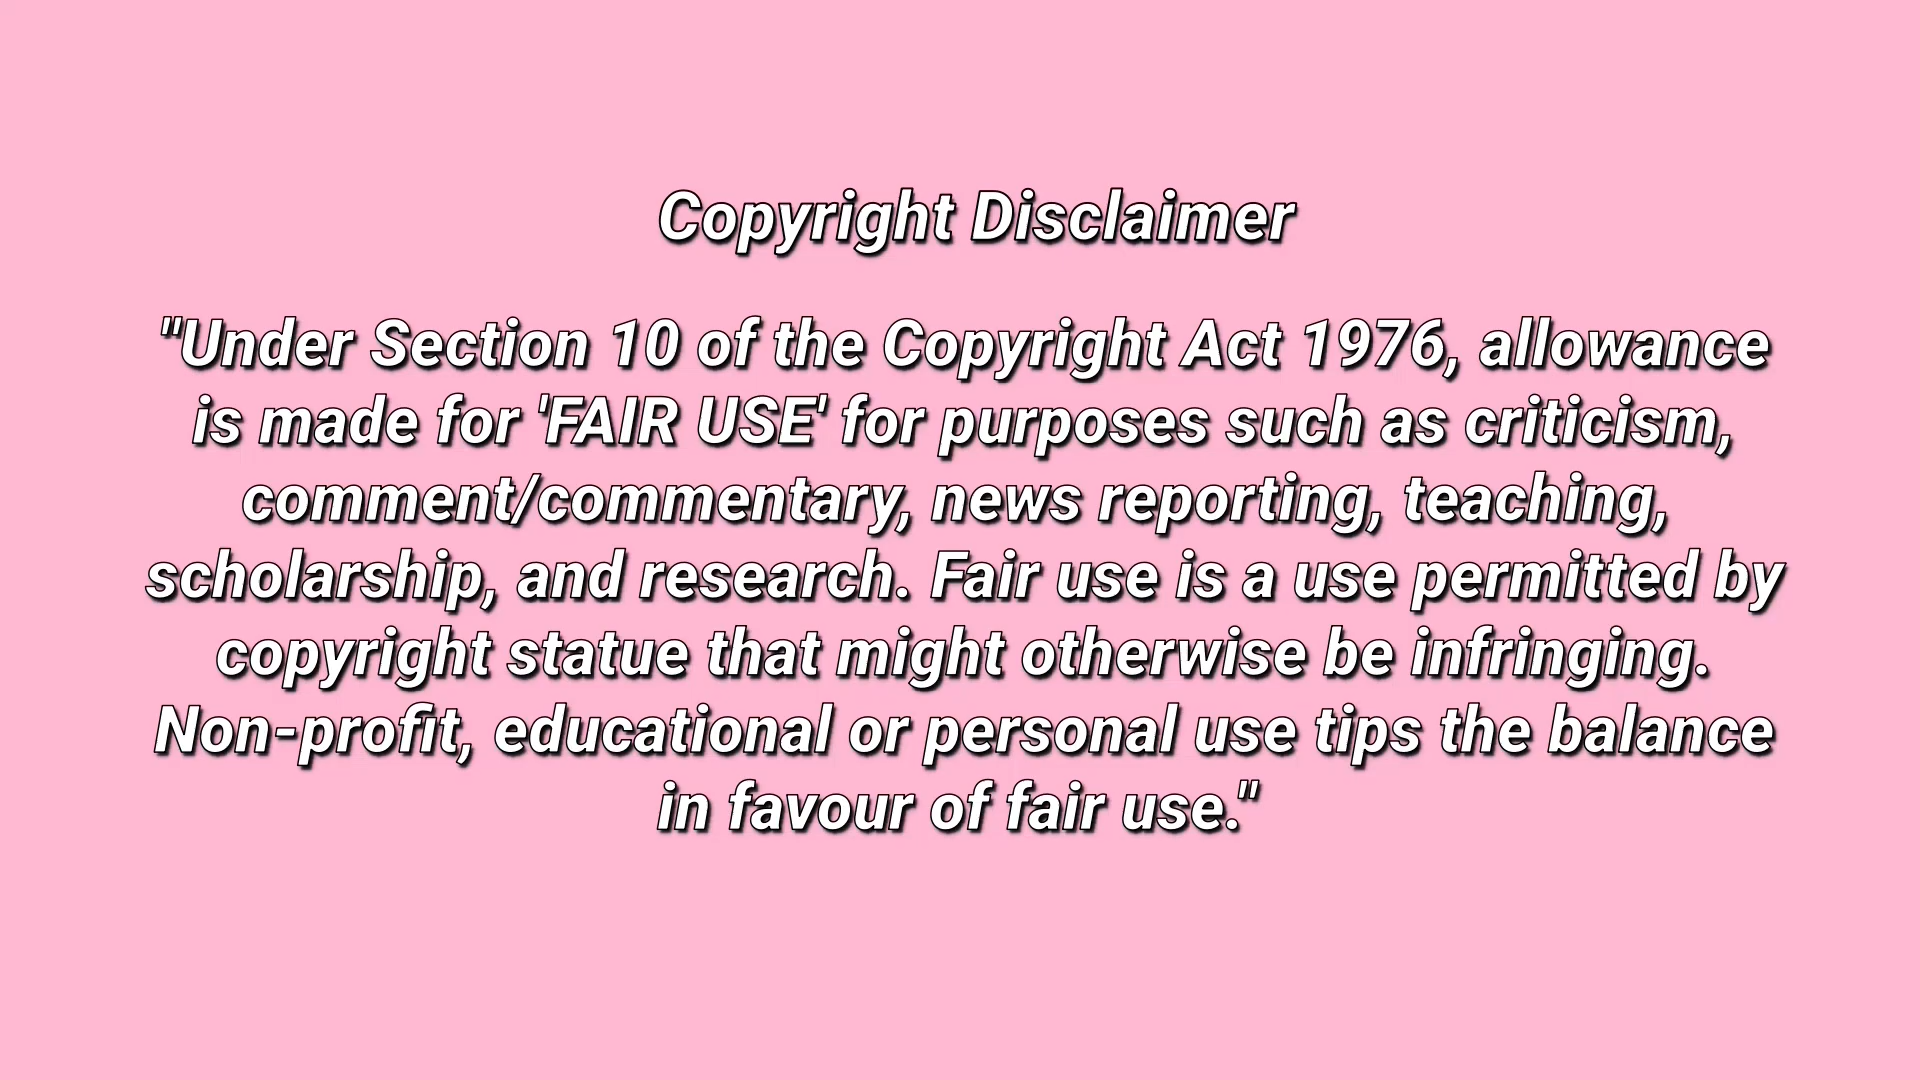 Copyright Disclaimer
"Under Section 10 of the Copyright Act 1976, allowance
is made for 'FAIR USE' for purposes such as criticism,
comment/commentary, news reporting, teaching,
scholarship, and research. Fair use is a use permitted by
copyright statue that might otherwise be infringing.
Non-profit, educational or personal use tips the balance
in favour of fair use."